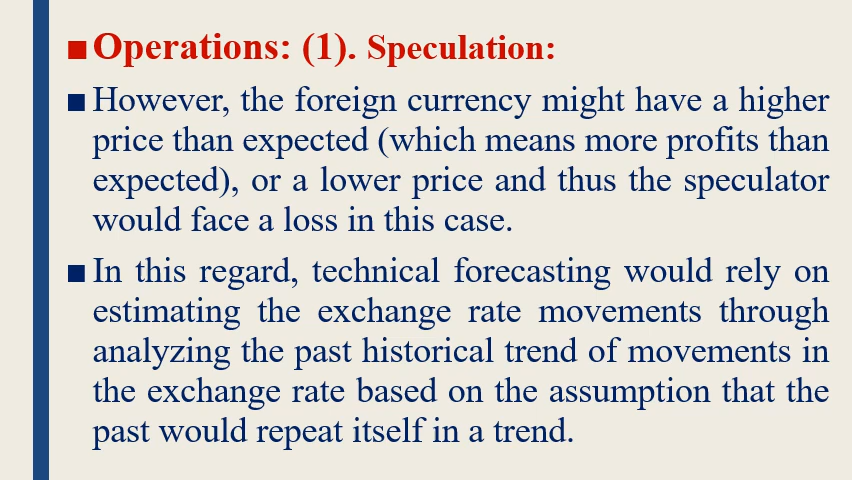 Operations: (1). Speculation:
However, the foreign currency might have a higher
price than expected (which means more profits than
expected), or a lower price and thus the speculator
would face a loss in this case.
In this regard, technical forecasting would rely on
estimating the exchange rate movements through
analyzing the past historical trend of movements in
the exchange rate based on the assumption that the
past would repeat itself in a trend.